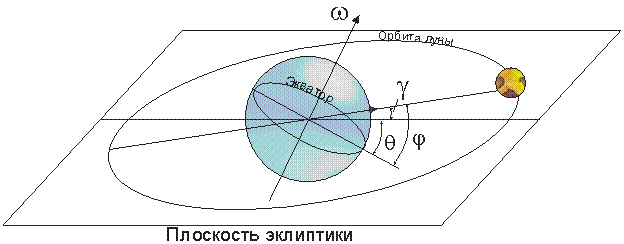 ω
Орбита луны
Экватор
γ
θ
φ
Плоскость эклиптики